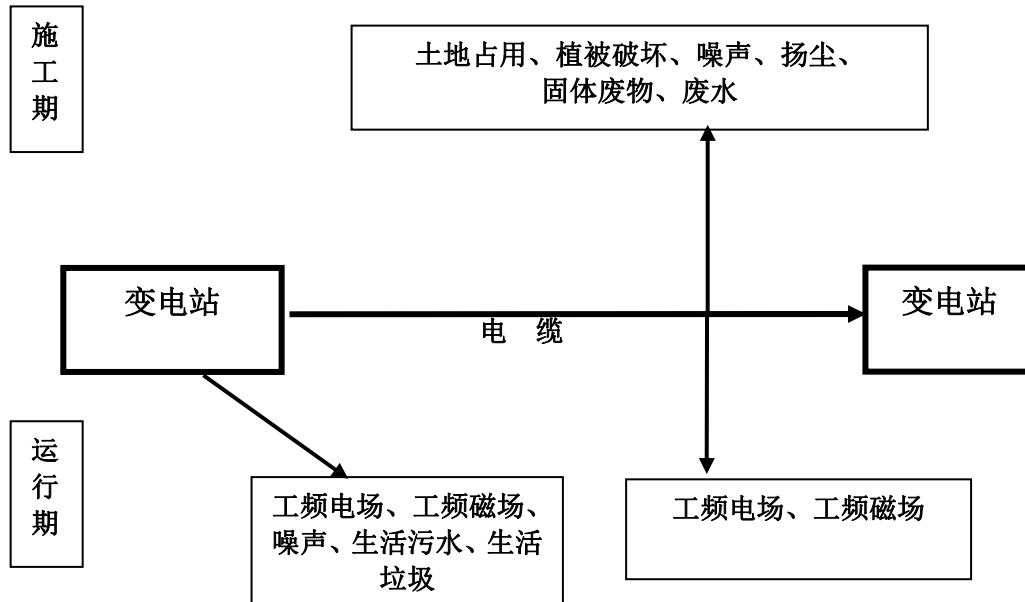 施
工
期
土地占用、植被破坏、噪声、扬尘、
固体废物、废水
变电站
变电站
电 缆
运
行
期
工频电场、工频磁场、
噪声、生活污水、生活
垃圾
工频电场、工频磁场